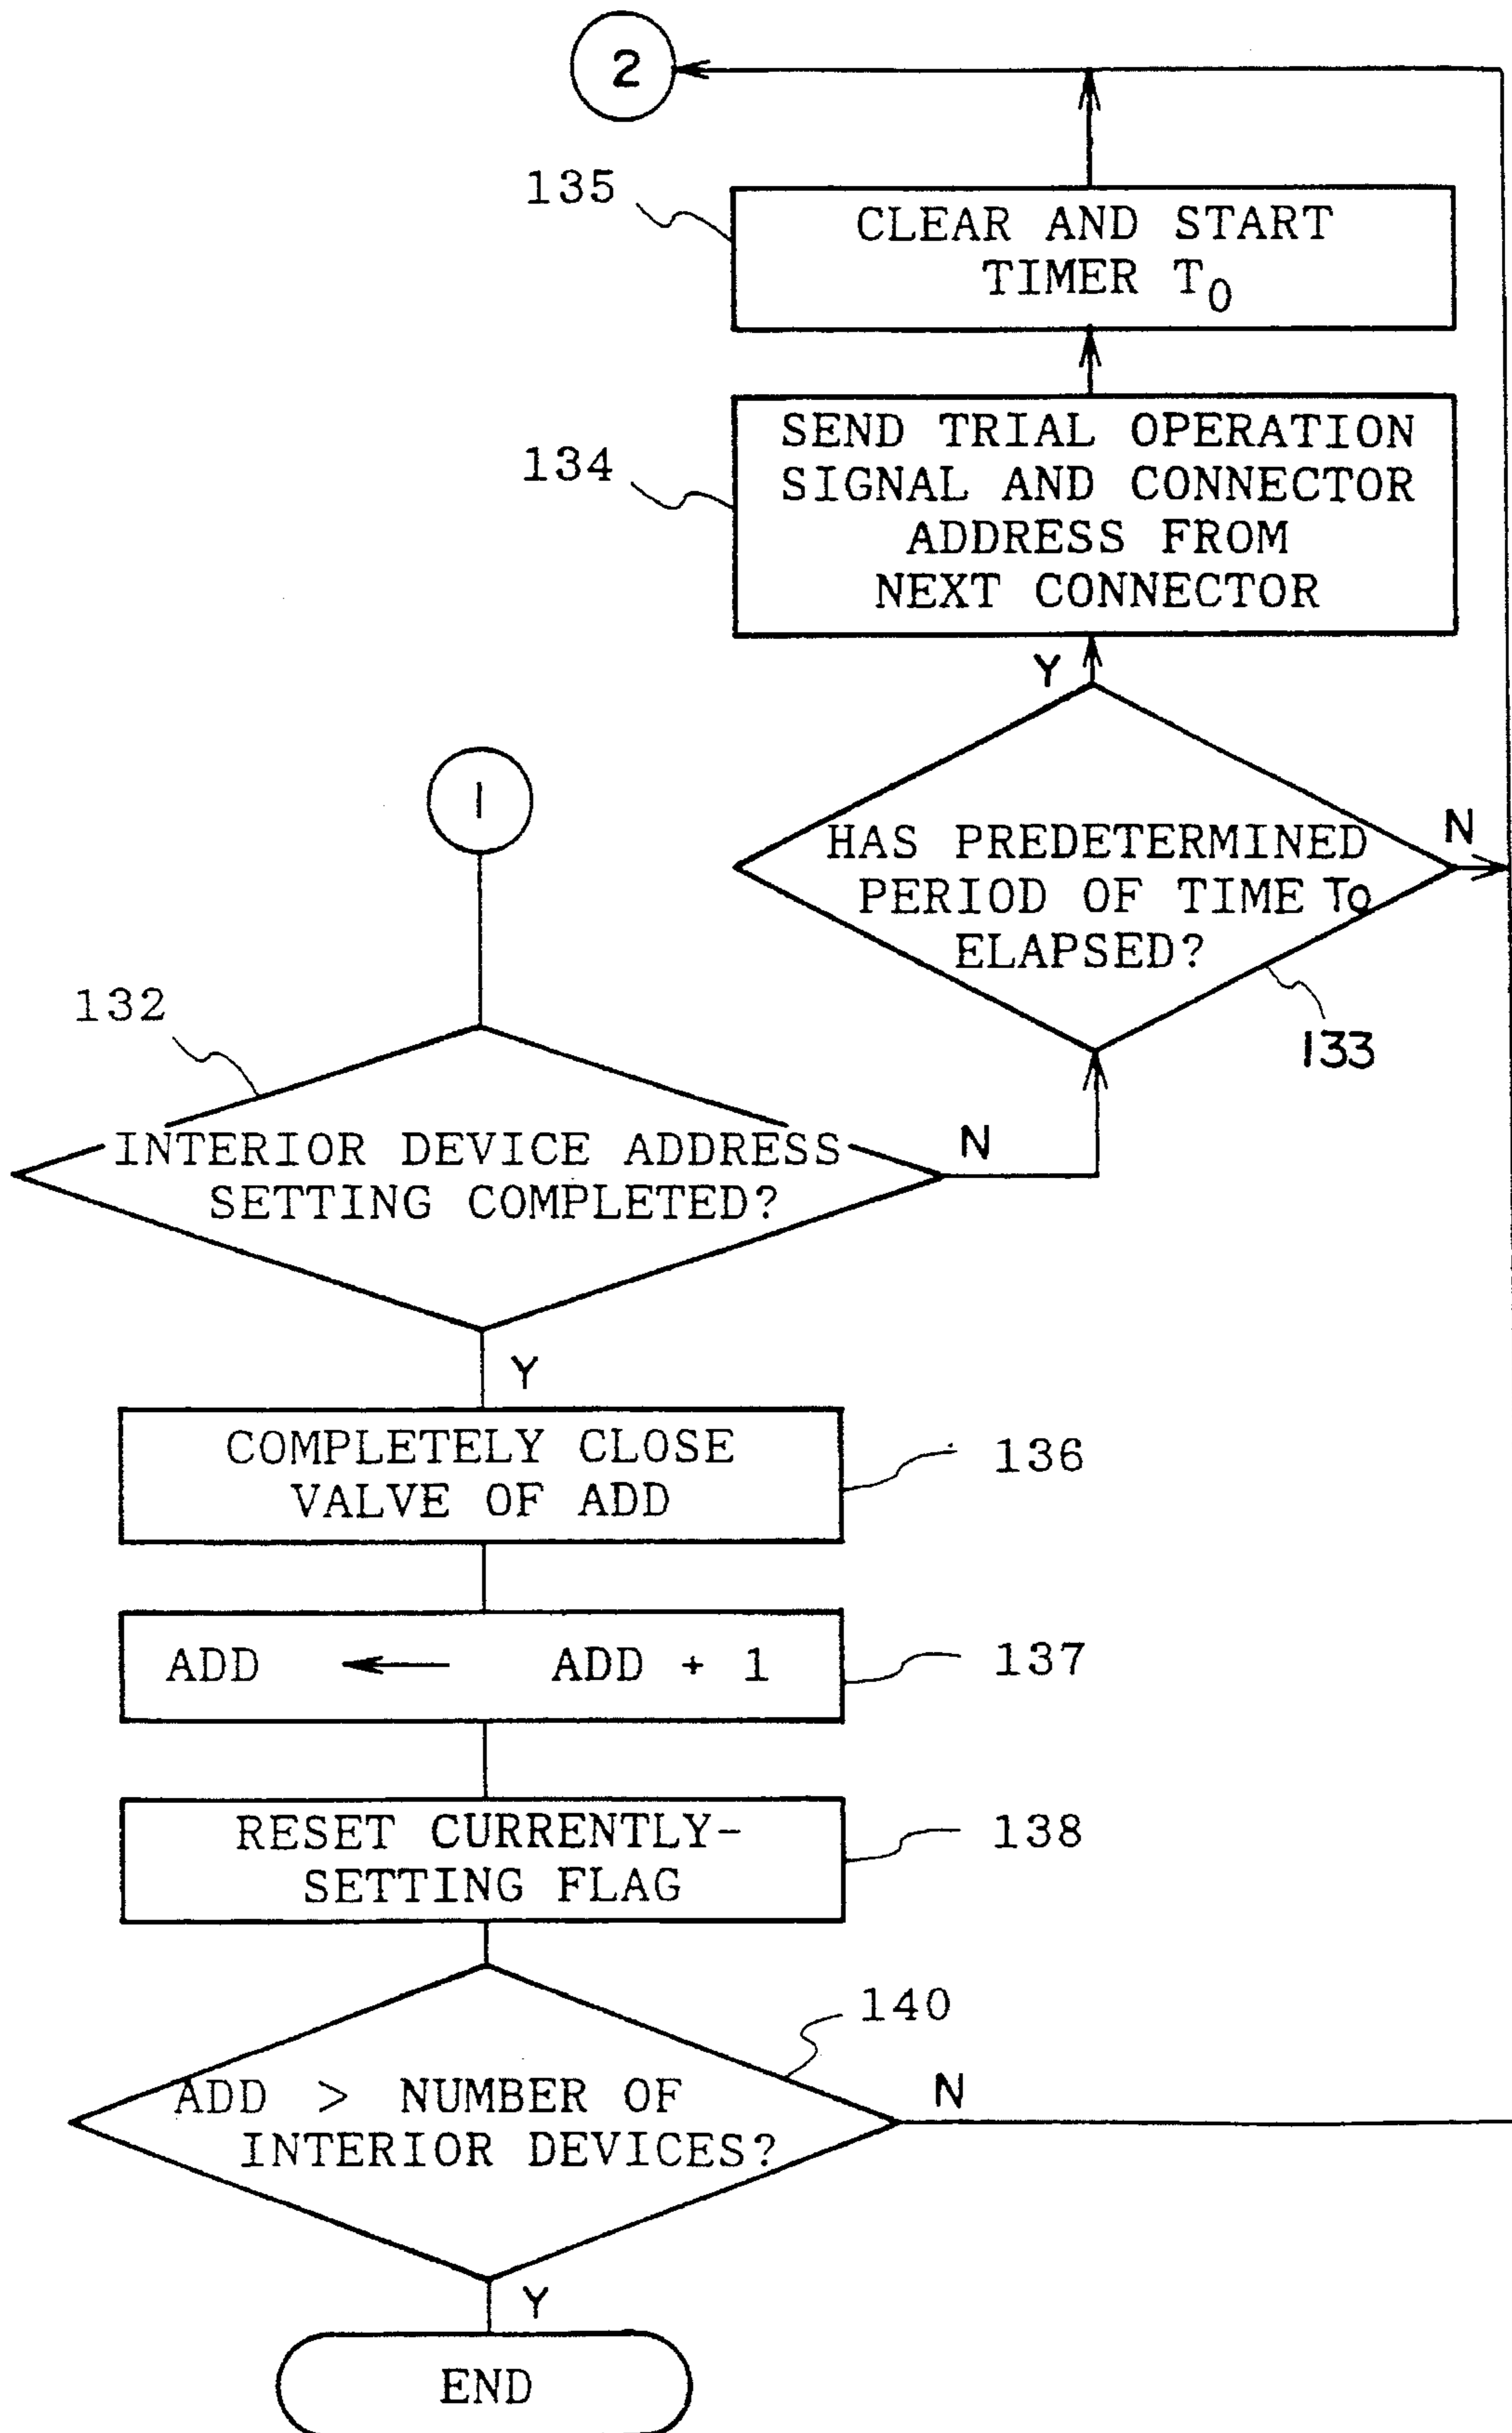 2
135
CLEAR AND START
TIMER T0
134
SEND TRIAL OPERATION
SIGNAL AND CONNECTOR
ADDRESS FROM
NEXT CONNECTOR
Y
1
HAS PREDETERMINED
PERIOD OF TIME T0
ELAPSED?
N
133
132
INTERIOR DEVICE ADDRESS
SETTING COMPLETED?
N
Y
COMPLETELY CLOSE
VALVE OF ADD
136
ADD ← ADD + 1
137
RESET CURRENTLY-
SETTING FLAG
138
140
ADD > NUMBER OF
INTERIOR DEVICES?
N
Y
END